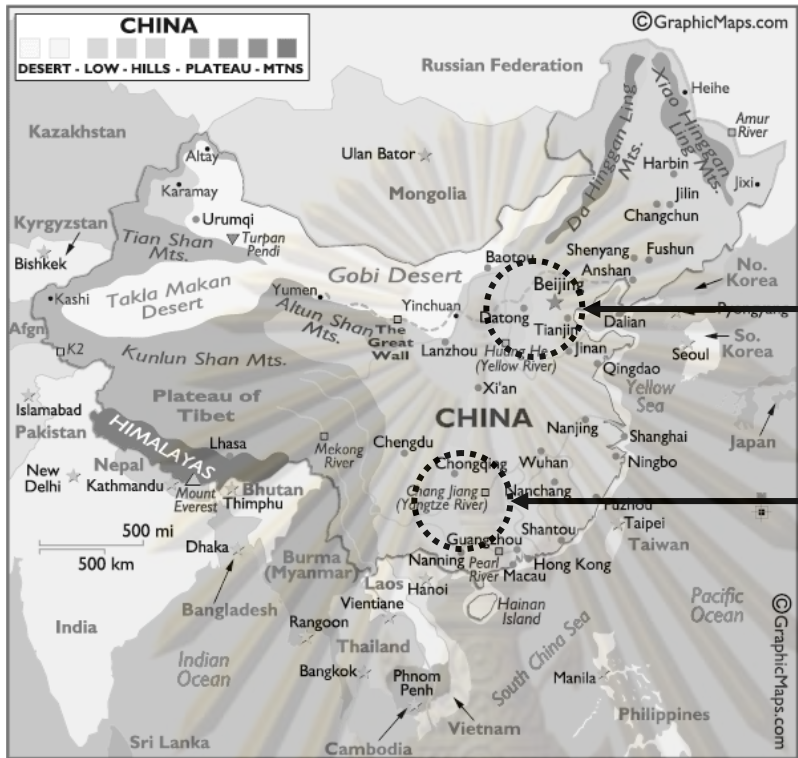 CHINA
DESERT - LOW - HILLS - PLATEAU - MTNS
©GraphicMaps.com
Russian Federation
Kazakhstan
Heihe
Xiao Hinggan
Ling Mts.
Da Hinggan Ling
Mts.
Amur
River
Altay
Ulan Bator
Harbin
Karamay
Mongolia
Jilin
Jixi
Kyrgyzstan
Urumqi
Changchun
Tian Shan
Mts.
Turpan
Pendi
Shenyang
Fushun
Bishkek
Baotou
Anshan
Gobi Desert
Beijing
No.
Korea
Takla Makan
Desert
Yumen
Kashi
Altun Shan
Mts.
Yinchuan
Datong
Pyongyang
Afgn
The
Great
Wall
Tianjin
Dalian
So.
Korea
K2
Kunlun Shan Mts.
Lanzhou
Huang He
(Yellow River)
Jinan
Seoul
Qingdao
Xi'an
Yellow
Sea
Islamabad
Pakistan
Plateau of
Tibet
HIMALAYAS
CHINA
Nanjing
Shanghai
Japan
Lhasa
Mekong
River
Chengdu
Chongqing
Wuhan
Ningbo
New
Delhi
Nepal
Kathmandu
Mount
Everest
Bhutan
Thimphu
Chang Jiang
(Yangtze River)
Nanchang
Fuzhou
500 mi
500 km
Taipei
Taiwan
Shantou
Guangzhou
Dhaka
Burma
(Myanmar)
Nanning
Pearl
River
Macau
Hong Kong
Laos
Hanoi
Bangladesh
Vientiane
Hainan
Island
Pacific
Ocean
India
Rangoon
Thailand
Indian
Ocean
Bangkok
Phnom
Penh
South China Sea
Manila
Vietnam
Philippines
Sri Lanka
Cambodia
©GraphicMaps.com